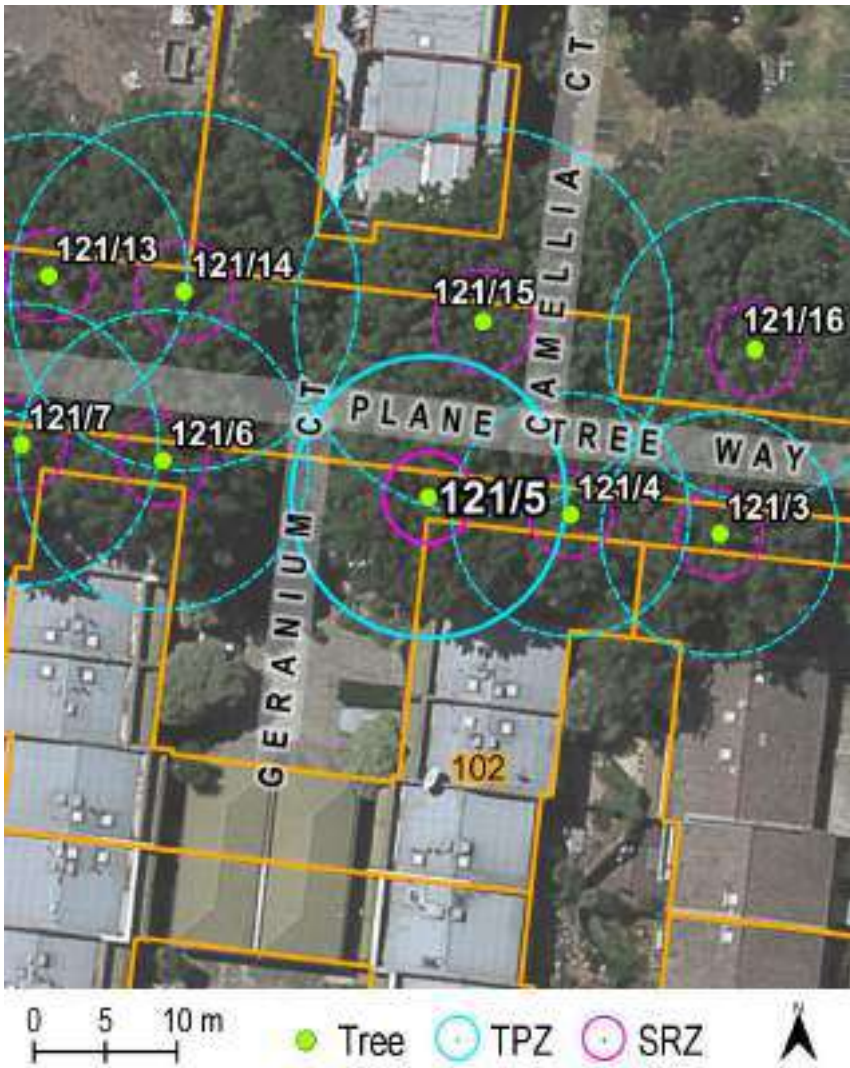 CAMELLIA CT
121/13
121/14
121/15
121/16
PLANE TREE WAY
121/7
121/6
121/5
121/4
121/3
GERANIUM CT
102
0 5 10 m
Tree
TPZ
SRZ
N